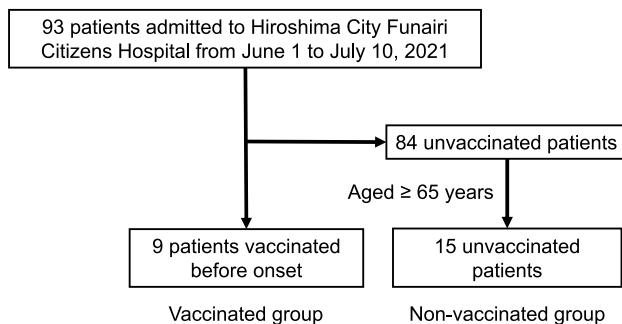 93 patients admitted to Hiroshima City Funairi
Citizens Hospital from June 1 to July 10, 2021
84 unvaccinated patients
Aged ≥ 65 years
9 patients vaccinated
before onset
15 unvaccinated
patients
Vaccinated group
Non-vaccinated group